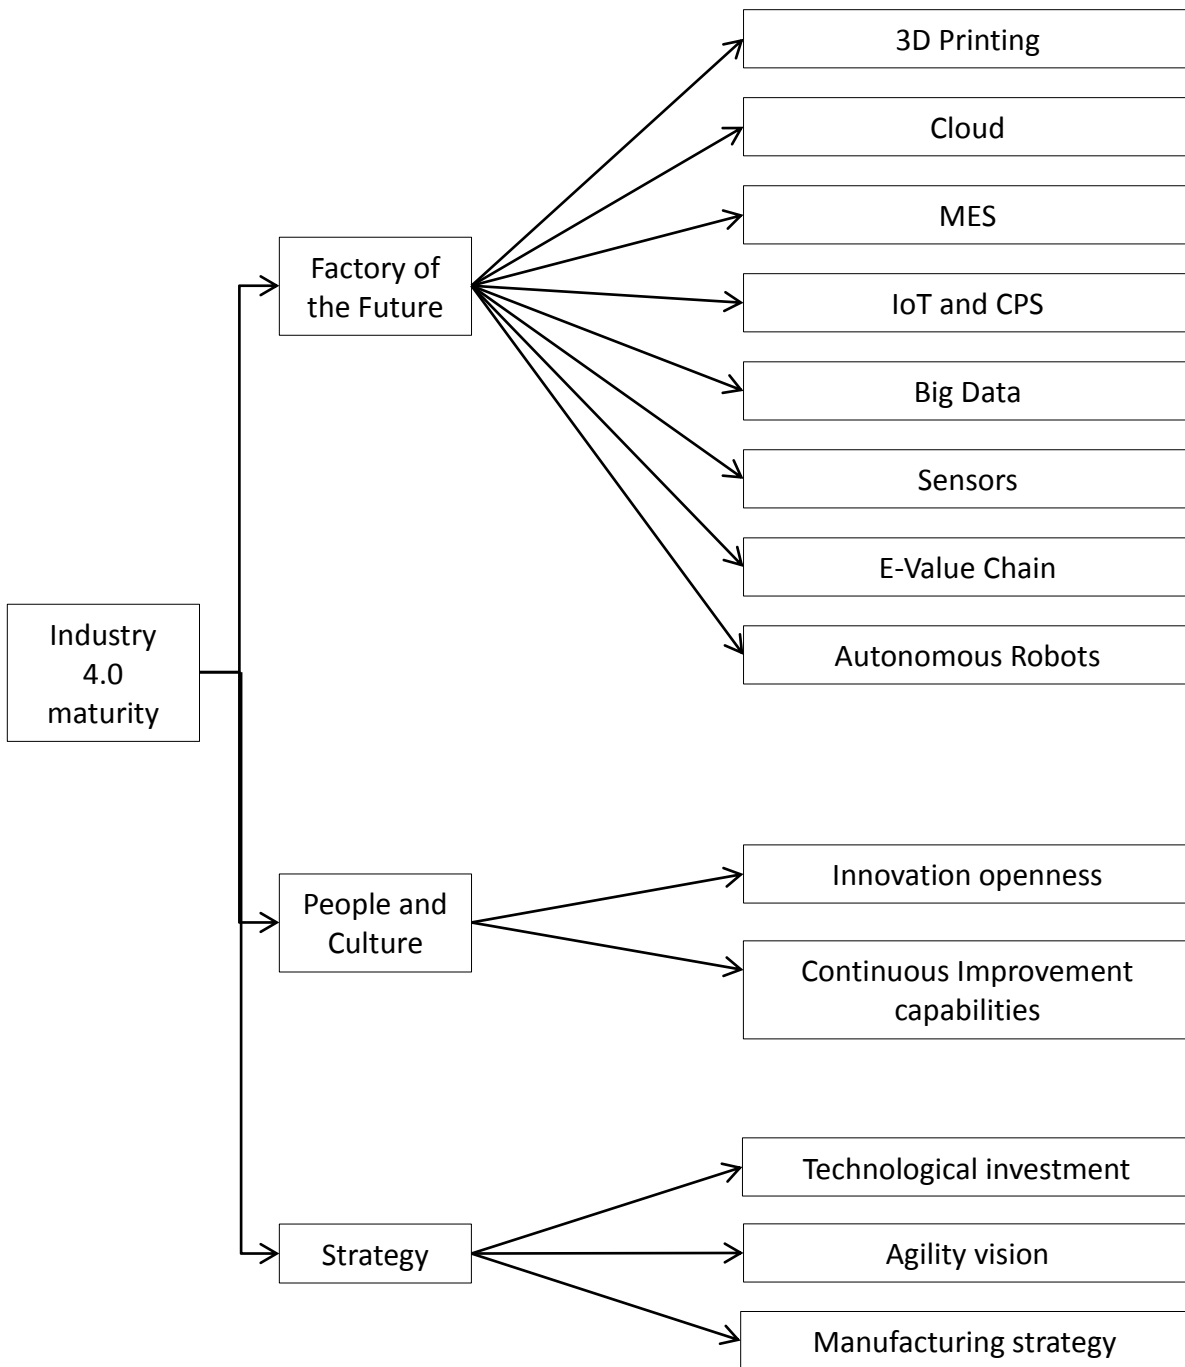 3D Printing
Cloud
MES
Factory of
the Future
IoT and CPS
Big Data
Sensors
E-Value Chain
Industry
4.0
maturity
Autonomous Robots
People and
Culture
Innovation openness
Continuous Improvement
capabilities
Technological investment
Strategy
Agility vision
Manufacturing strategy